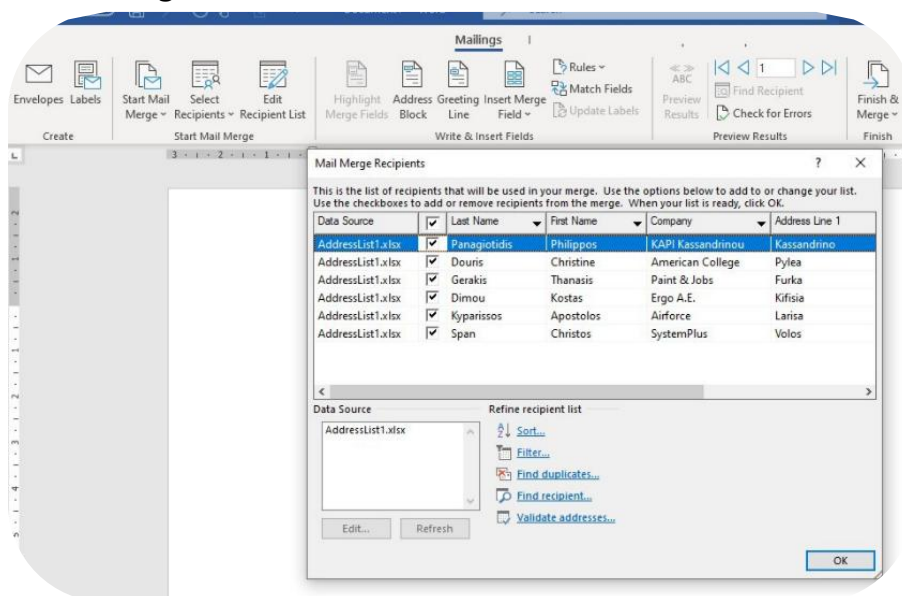 Mailings
Envelopes Labels
Start Mail Merge
Select Recipients
Edit Recipient List
Highlight Merge Fields
Address Block
Greeting Line
Insert Merge Field
Rules
Match Fields
Update Labels
ABC
Preview Results
1
Find Recipient
Check for Errors
Finish & Merge
Create
Start Mail Merge
Write & Insert Fields
Preview Results
Finish
3 2 1
Mail Merge Recipients ? ×
This is the list of recipients that will be used in your merge. Use the options below to add to or change your list.
Use the checkboxes to add or remove recipients from the merge. When your list is ready, click OK.
Data Source Last Name First Name Company Address Line 1
AddressList1.xlsx Panagiotidis Philippos KAPI Kassandrinou Kassandrino
AddressList1.xlsx Douris Christine American College Pylea
AddressList1.xlsx Gerakis Thanasis Paint & Jobs Furka
AddressList1.xlsx Dimou Kostas Ergo A.E. Kifisia
AddressList1.xlsx Kyparissos Apostolos Airforce Larisa
AddressList1.xlsx Span Christos SystemPlus Volos
Data Source
AddressList1.xlsx
Edit... Refresh
Refine recipient list
Sort...
Filter...
Find duplicates...
Find recipient...
Validate addresses...
OK